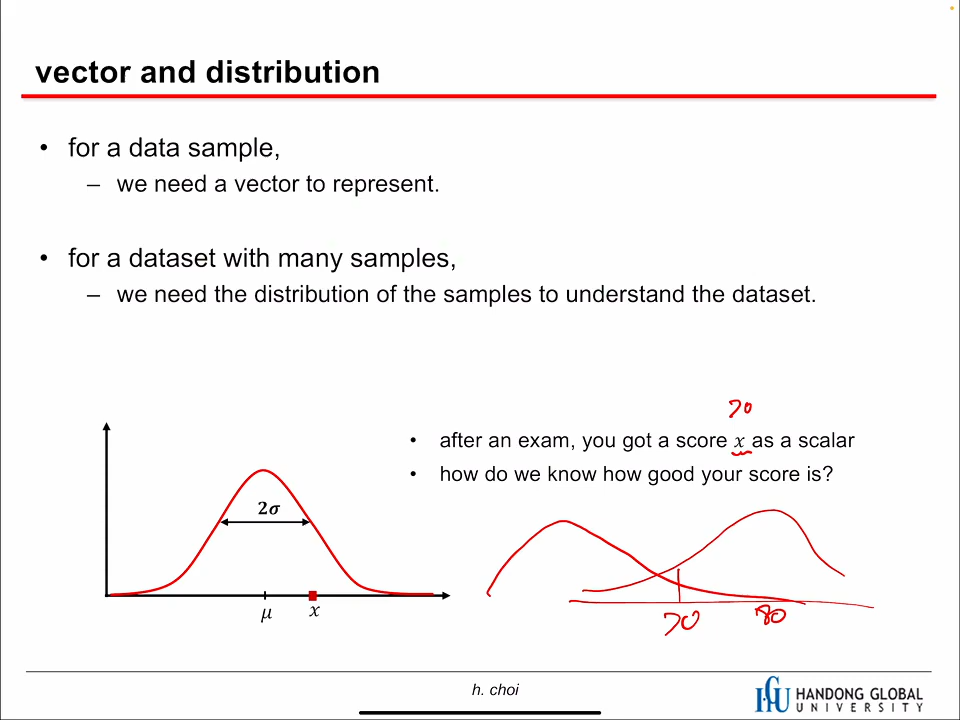 vector and distribution
• for a data sample,
– we need a vector to represent.
• for a dataset with many samples,
– we need the distribution of the samples to understand the dataset.
70
• after an exam, you got a score x as a scalar
• how do we know how good your score is?
2σ
μ
x
70
80
h. choi
HGU
HANDONG GLOBAL
UNIVERSITY